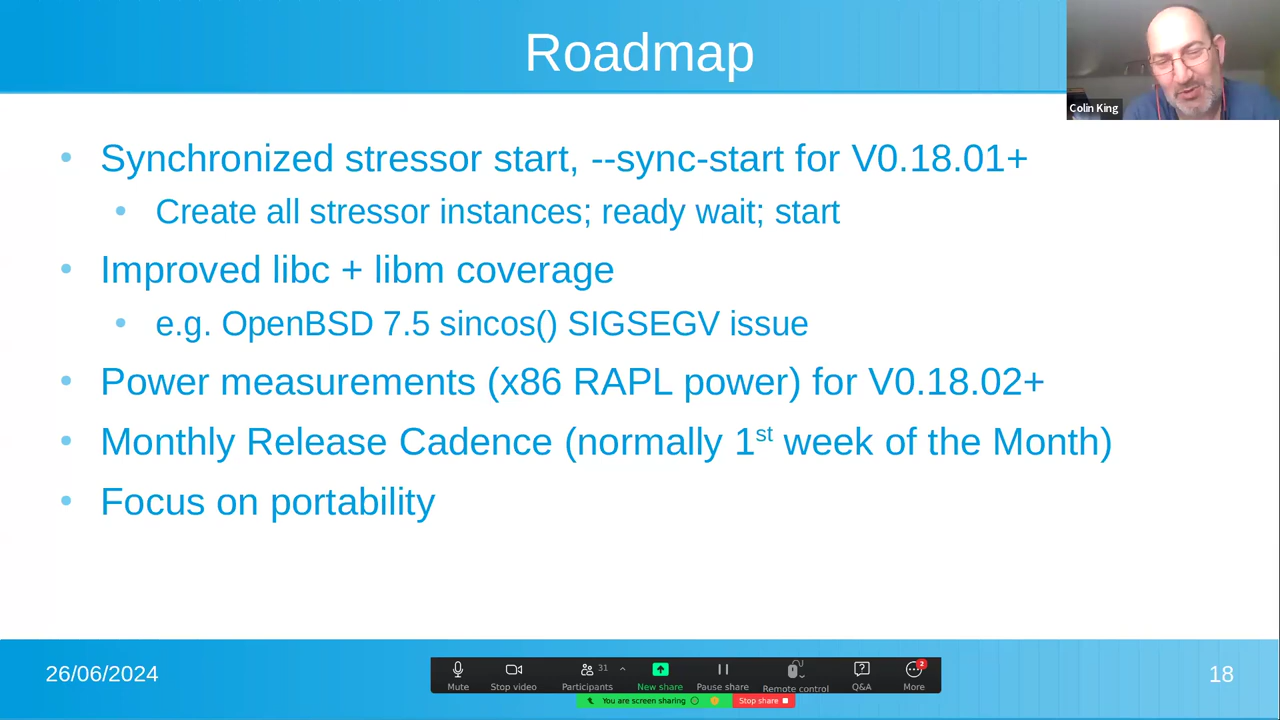 Roadmap
Colin King
• Synchronized stressor start, --sync-start for V0.18.01+
• Create all stressor instances; ready wait; start
• Improved libc + libm coverage
• e.g. OpenBSD 7.5 sincos() SIGSEGV issue
• Power measurements (x86 RAPL power) for V0.18.02+
• Monthly Release Cadence (normally 1st week of the Month)
• Focus on portability
26/06/2024
31
2
Mute Stop video Participants New share Pause share Remote control Q&A More
You are screen sharing Stop share
18